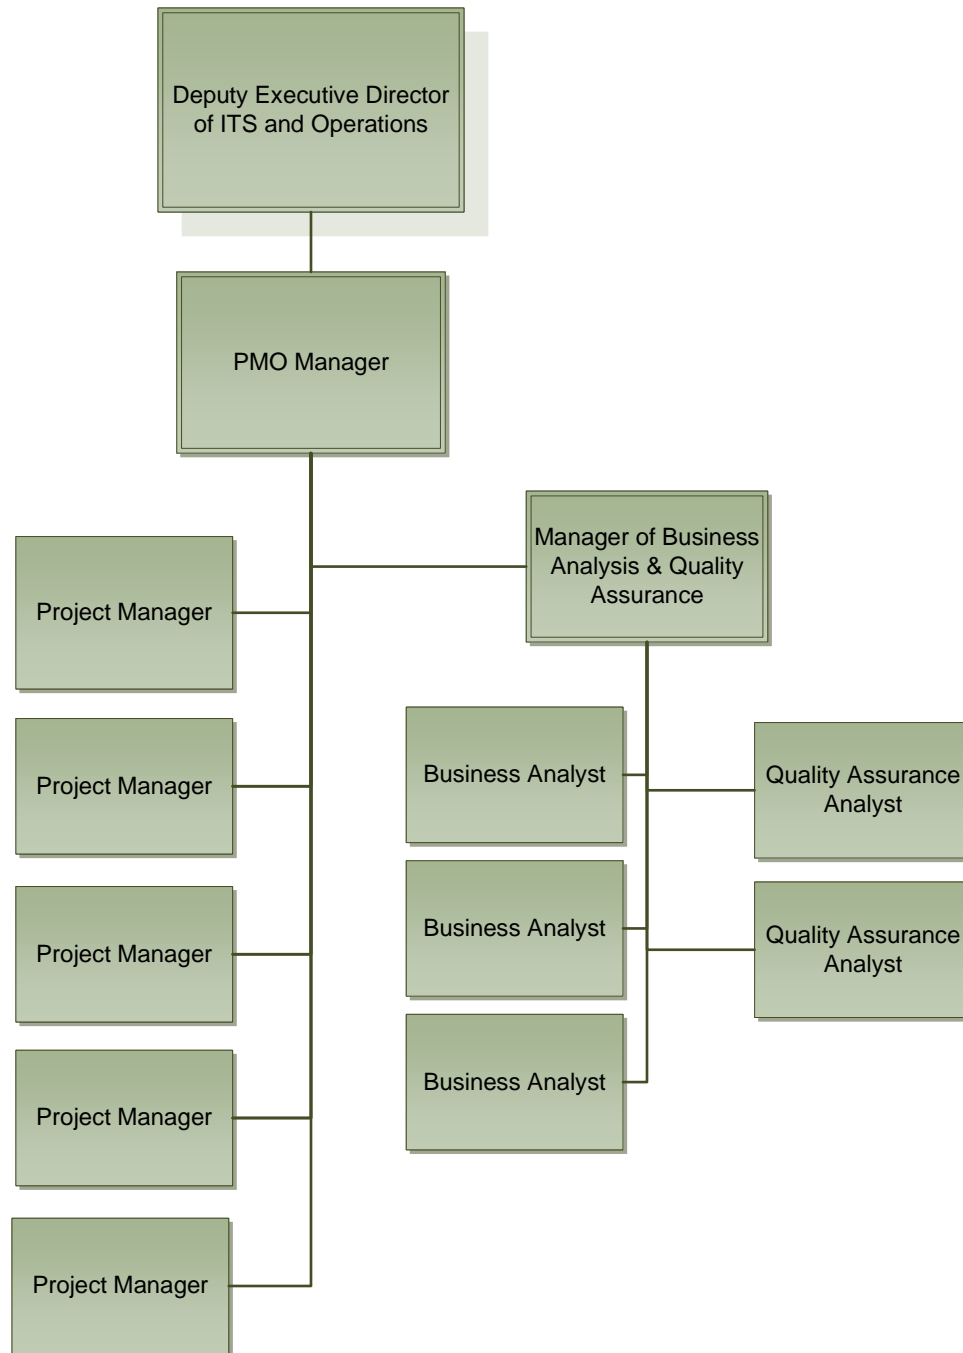 Deputy Executive Director
of ITS and Operations
PMO Manager
Manager of Business
Analysis & Quality
Assurance
Project Manager
Project Manager
Project Manager
Project Manager
Project Manager
Business Analyst
Business Analyst
Business Analyst
Quality Assurance
Analyst
Quality Assurance
Analyst